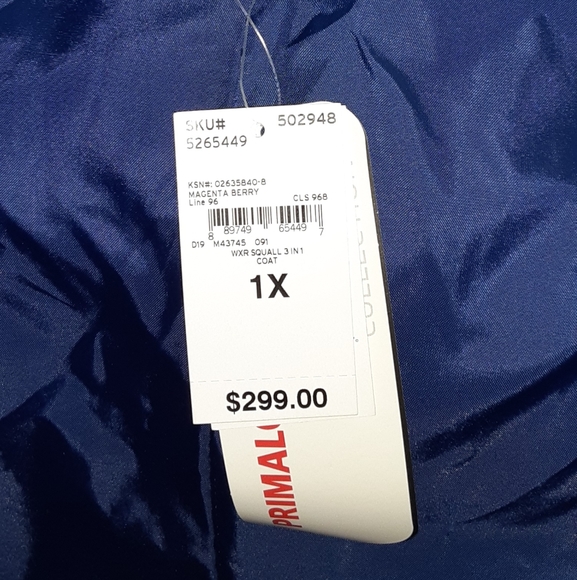 SKU# 502948
5265449
KSN#: 02635840-8
MAGENTA BERRY
Line 96 CLS 968
8 89749 65449 7
D19 M43745 091
WXR SQUALL 3 IN 1
COAT
1X
$299.00